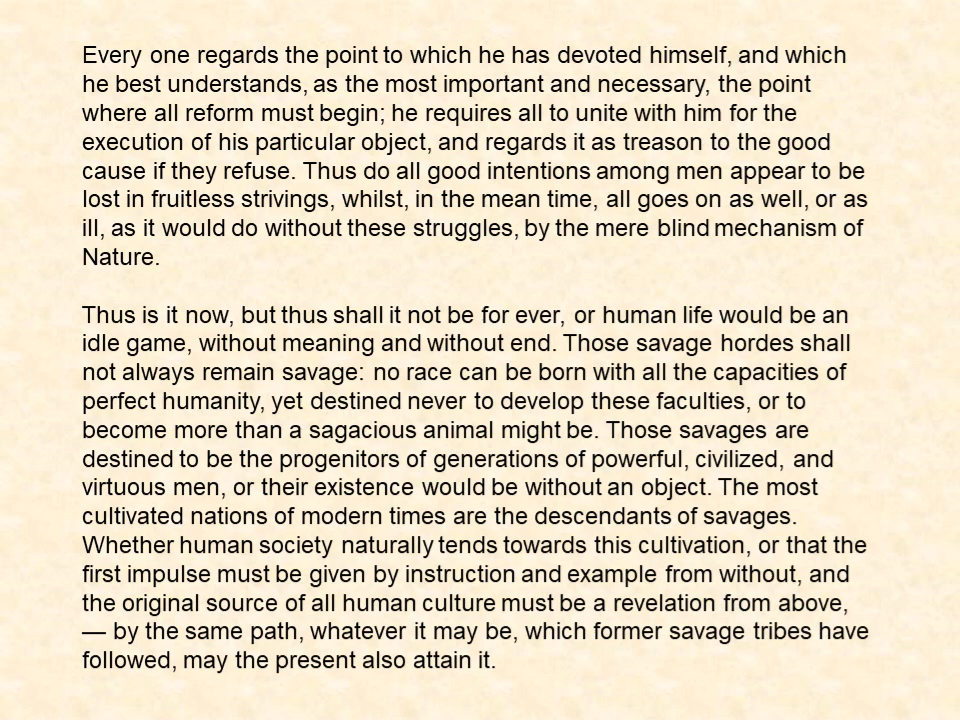 Every one regards the point to which he has devoted himself, and which
he best understands, as the most important and necessary, the point
where all reform must begin; he requires all to unite with him for the
execution of his particular object, and regards it as treason to the good
cause if they refuse. Thus do all good intentions among men appear to be
lost in fruitless strivings, whilst, in the mean time, all goes on as well, or as
ill, as it would do without these struggles, by the mere blind mechanism of
Nature.
Thus is it now, but thus shall it not be for ever, or human life would be an
idle game, without meaning and without end. Those savage hordes shall
not always remain savage: no race can be born with all the capacities of
perfect humanity, yet destined never to develop these faculties, or to
become more than a sagacious animal might be. Those savages are
destined to be the progenitors of generations of powerful, civilized, and
virtuous men, or their existence would be without an object. The most
cultivated nations of modern times are the descendants of savages.
Whether human society naturally tends towards this cultivation, or that the
first impulse must be given by instruction and example from without, and
the original source of all human culture must be a revelation from above,
— by the same path, whatever it may be, which former savage tribes have
followed, may the present also attain it.